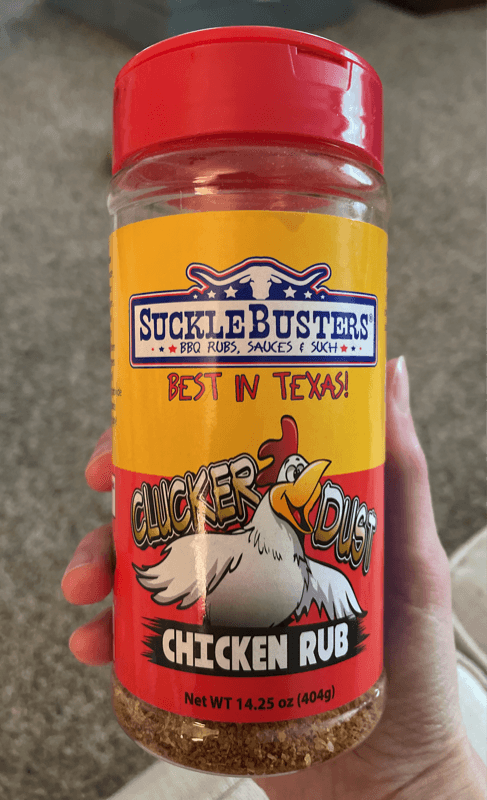 SUCKLEBUSTERS®
BBQ RUBS, SAUCES & SUCH
BEST IN TEXAS!
CLUCKER DUST
CHICKEN RUB
Net WT 14.25 oz (404g)